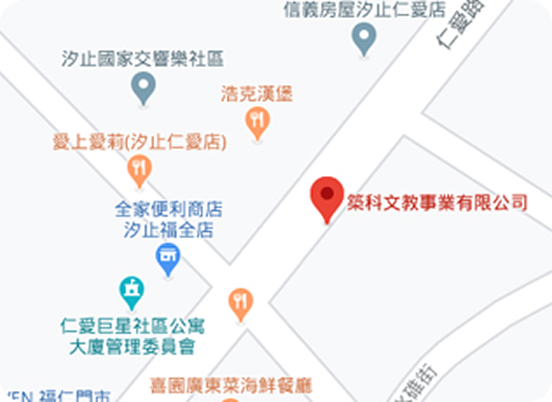 信義房屋汐止仁愛店
仁愛路
汐止國家交響樂社區
浩克漢堡
愛上愛莉(汐止仁愛店)
築科文教事業有限公司
全家便利商店
汐止福全店
仁愛巨星社區公寓
大廈管理委員會
喜園廣東菜海鮮餐廳
'EN 福仁門市
水碓街